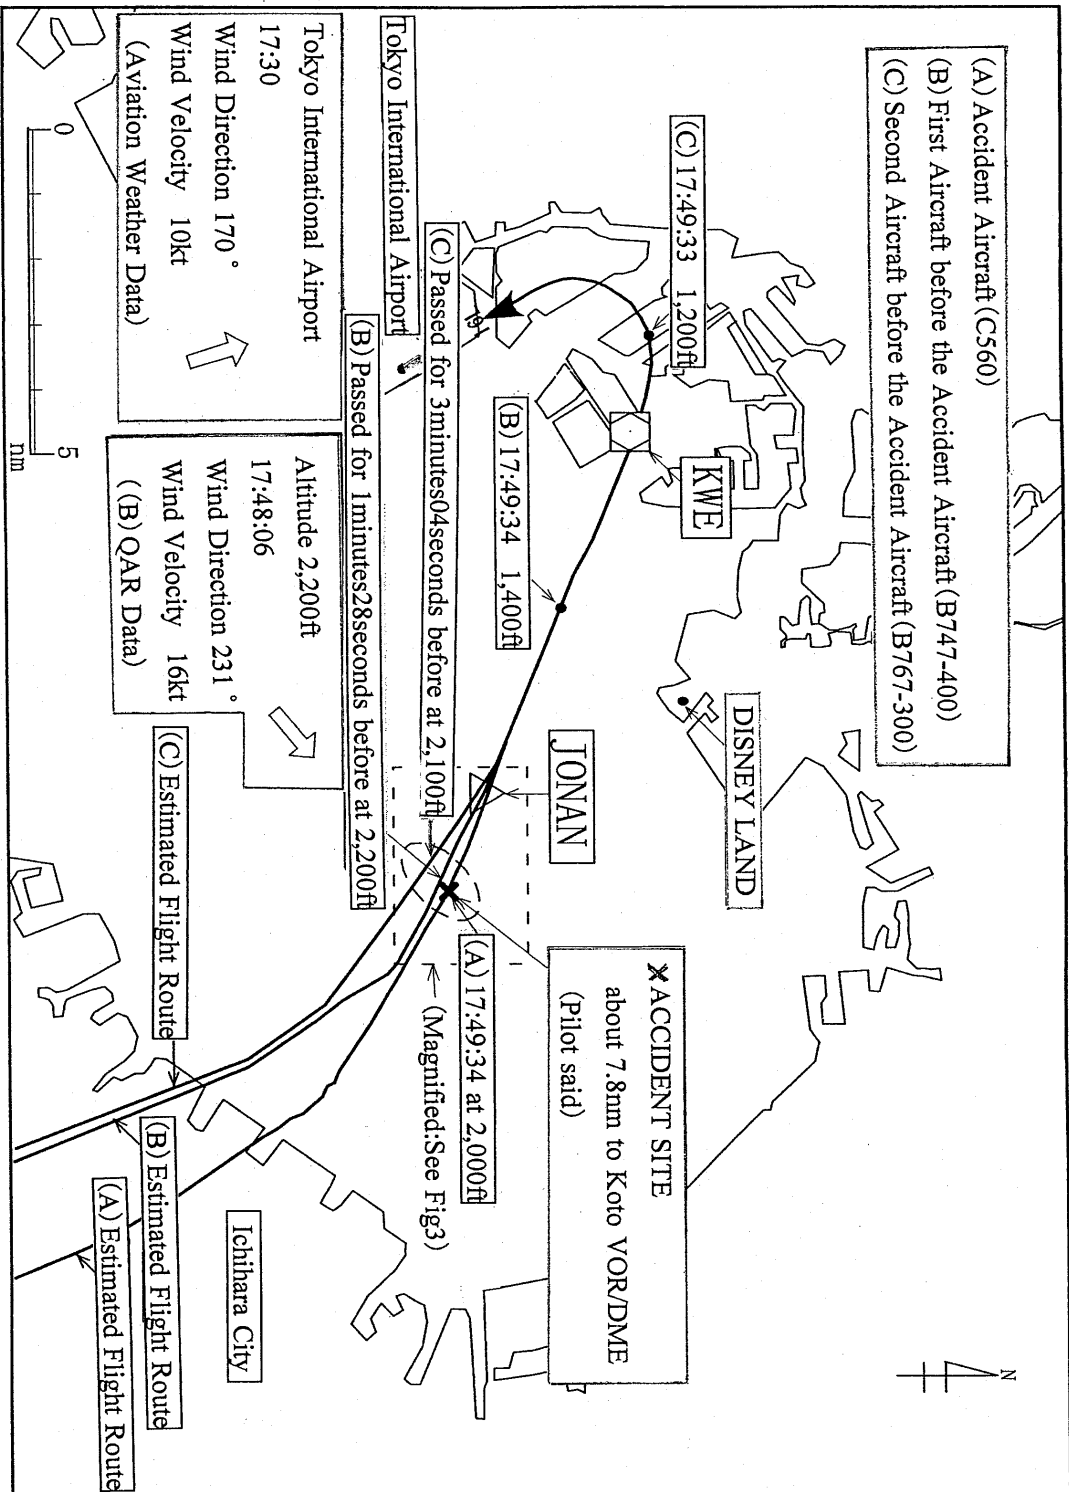 (A) Accident Aircraft (C560)
(B) First Aircraft before the Accident Aircraft (B747-400)
(C) Second Aircraft before the Accident Aircraft (B767-300)
N
(C) 17:49:33 1,200ft
KWE
DISNEY LAND
(B) 17:49:34 1,400ft
JONAN
×ACCIDENT SITE
about 7.8nm to Koto VOR/DME
(Pilot said)
Tokyo International Airport
(C) Passed for 3minutes04seconds before at 2,100ft
(B) Passed for 1minutes28seconds before at 2,200ft
(A) 17:49:34 at 2,000ft
(Magnified:See Fig3)
Tokyo International Airport
17:30
Wind Direction 170°
Wind Velocity 10kt
(Aviation Weather Data)
Altitude 2,200ft
17:48:06
Wind Direction 231°
Wind Velocity 16kt
((B) QAR Data)
Ichihara City
(C) Estimated Flight Route
(B) Estimated Flight Route
(A) Estimated Flight Route
0 5
nm